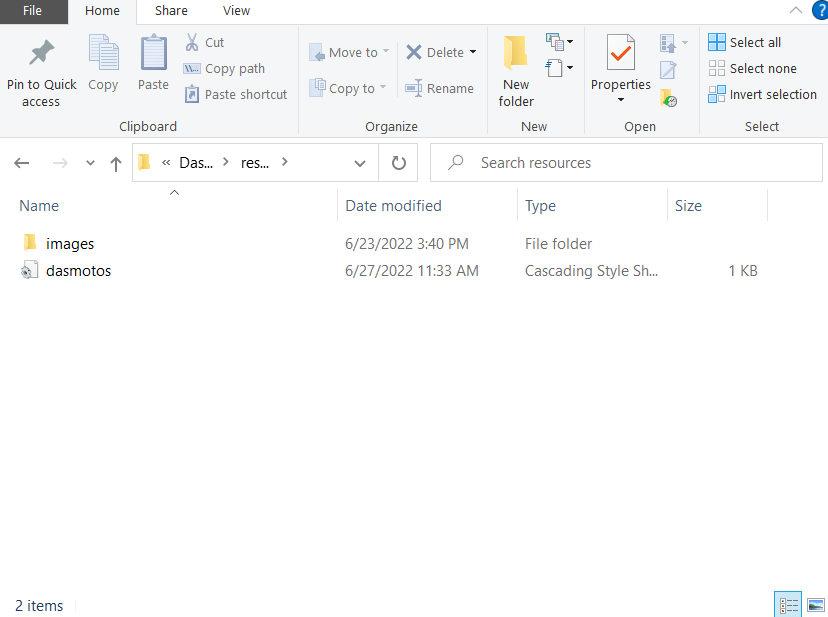 File Home Share View
?
Pin to Quick access
Copy
Paste
Cut
W... Copy path
Paste shortcut
Clipboard
Move to
Copy to
Delete
Rename
Organize
New folder
New
Properties
Open
Select all
Select none
Invert selection
Select
« Das... > res... >
Search resources
Name Date modified Type Size
images 6/23/2022 3:40 PM File folder
dasmotos 6/27/2022 11:33 AM Cascading Style Sh... 1 KB
2 items